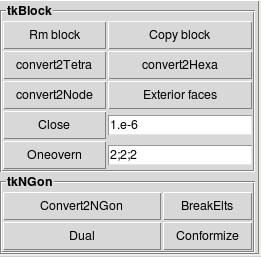 tkBlock
Rm block Copy block
convert2Tetra convert2Hexa
convert2Node Exterior faces
Close 1.e-6
Oneovern 2;2;2
tkNGon
Convert2NGon BreakElts
Dual Conformize